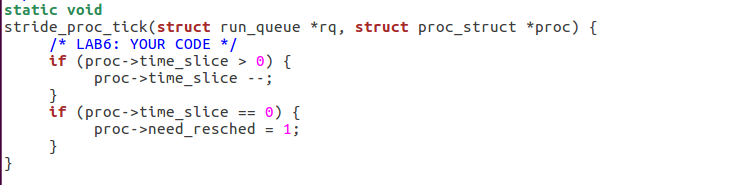 static void
stride_proc_tick(struct run_queue *rq, struct proc_struct *proc) {
     /* LAB6: YOUR CODE */
     if (proc->time_slice > 0) {
          proc->time_slice --;
     }
     if (proc->time_slice == 0) {
          proc->need_resched = 1;
     }
}